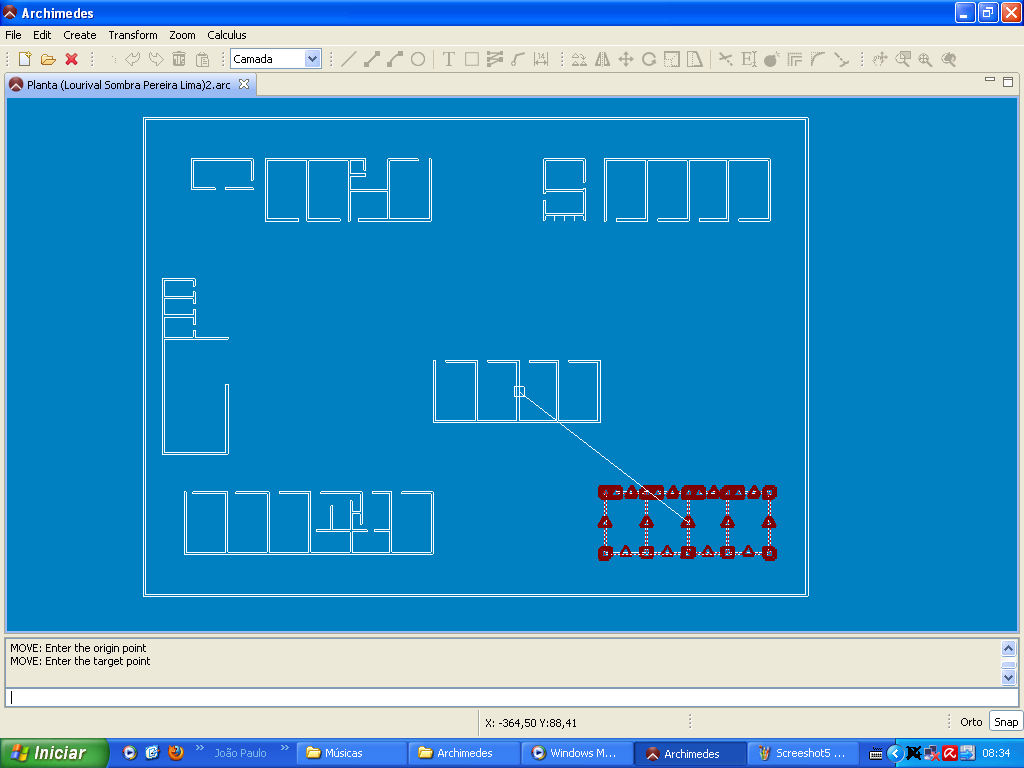 Archimedes
File Edit Create Transform Zoom Calculus
Camada
T 14 E
Planta (Lourival Sombra Pereira Lima)2.arc
MOVE: Enter the origin point
MOVE: Enter the target point
X: -364,50 Y:88,41
Orto Snap
Iniciar » João Paulo » Músicas Archimedes Windows M... Archimedes Screeshot5 ... 08:34